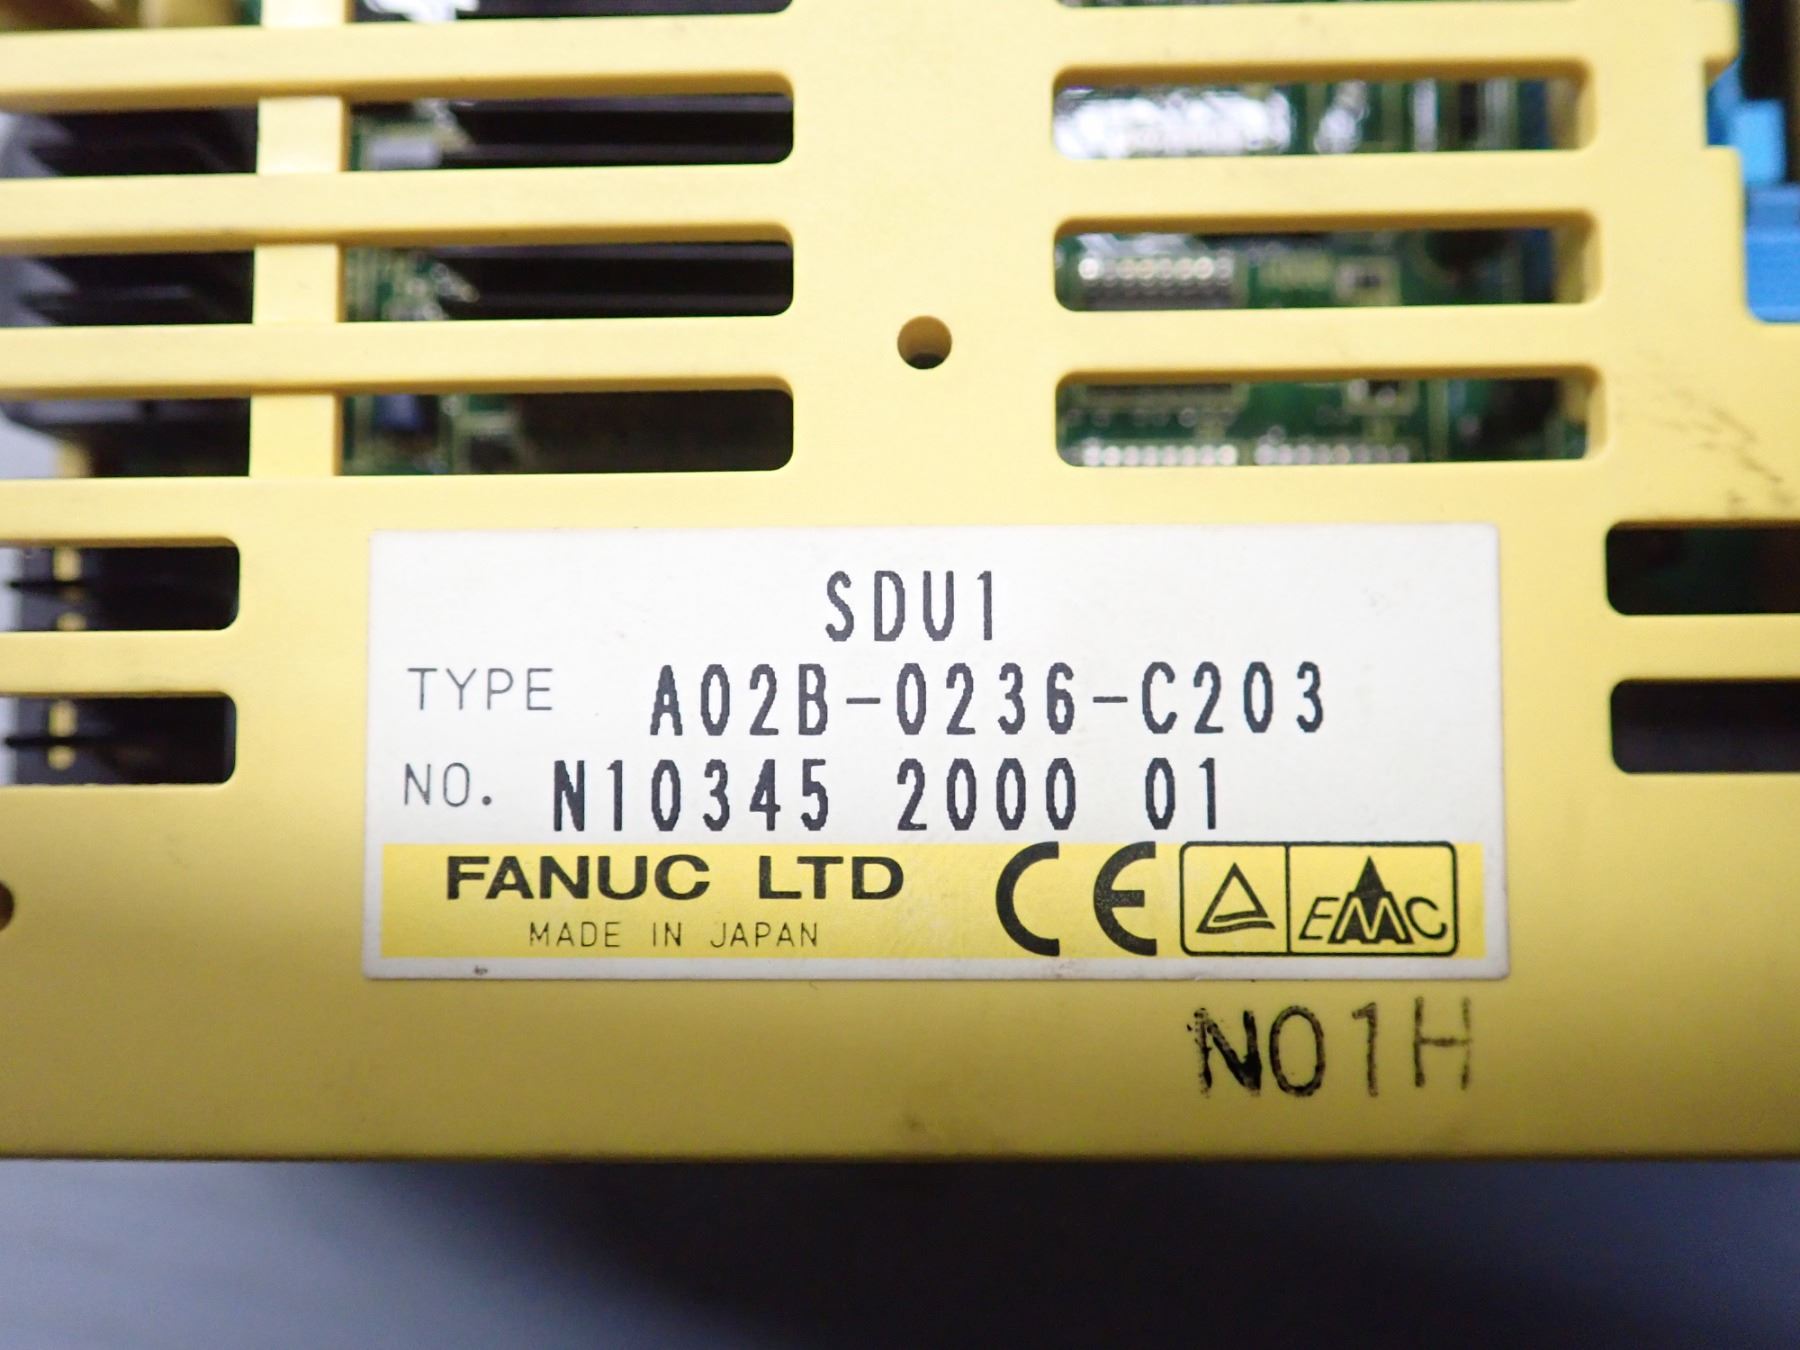 SDU1
TYPE A02B-0236-C203
NO. N10345 2000 01
FANUC LTD CE EMC
MADE IN JAPAN
N01H